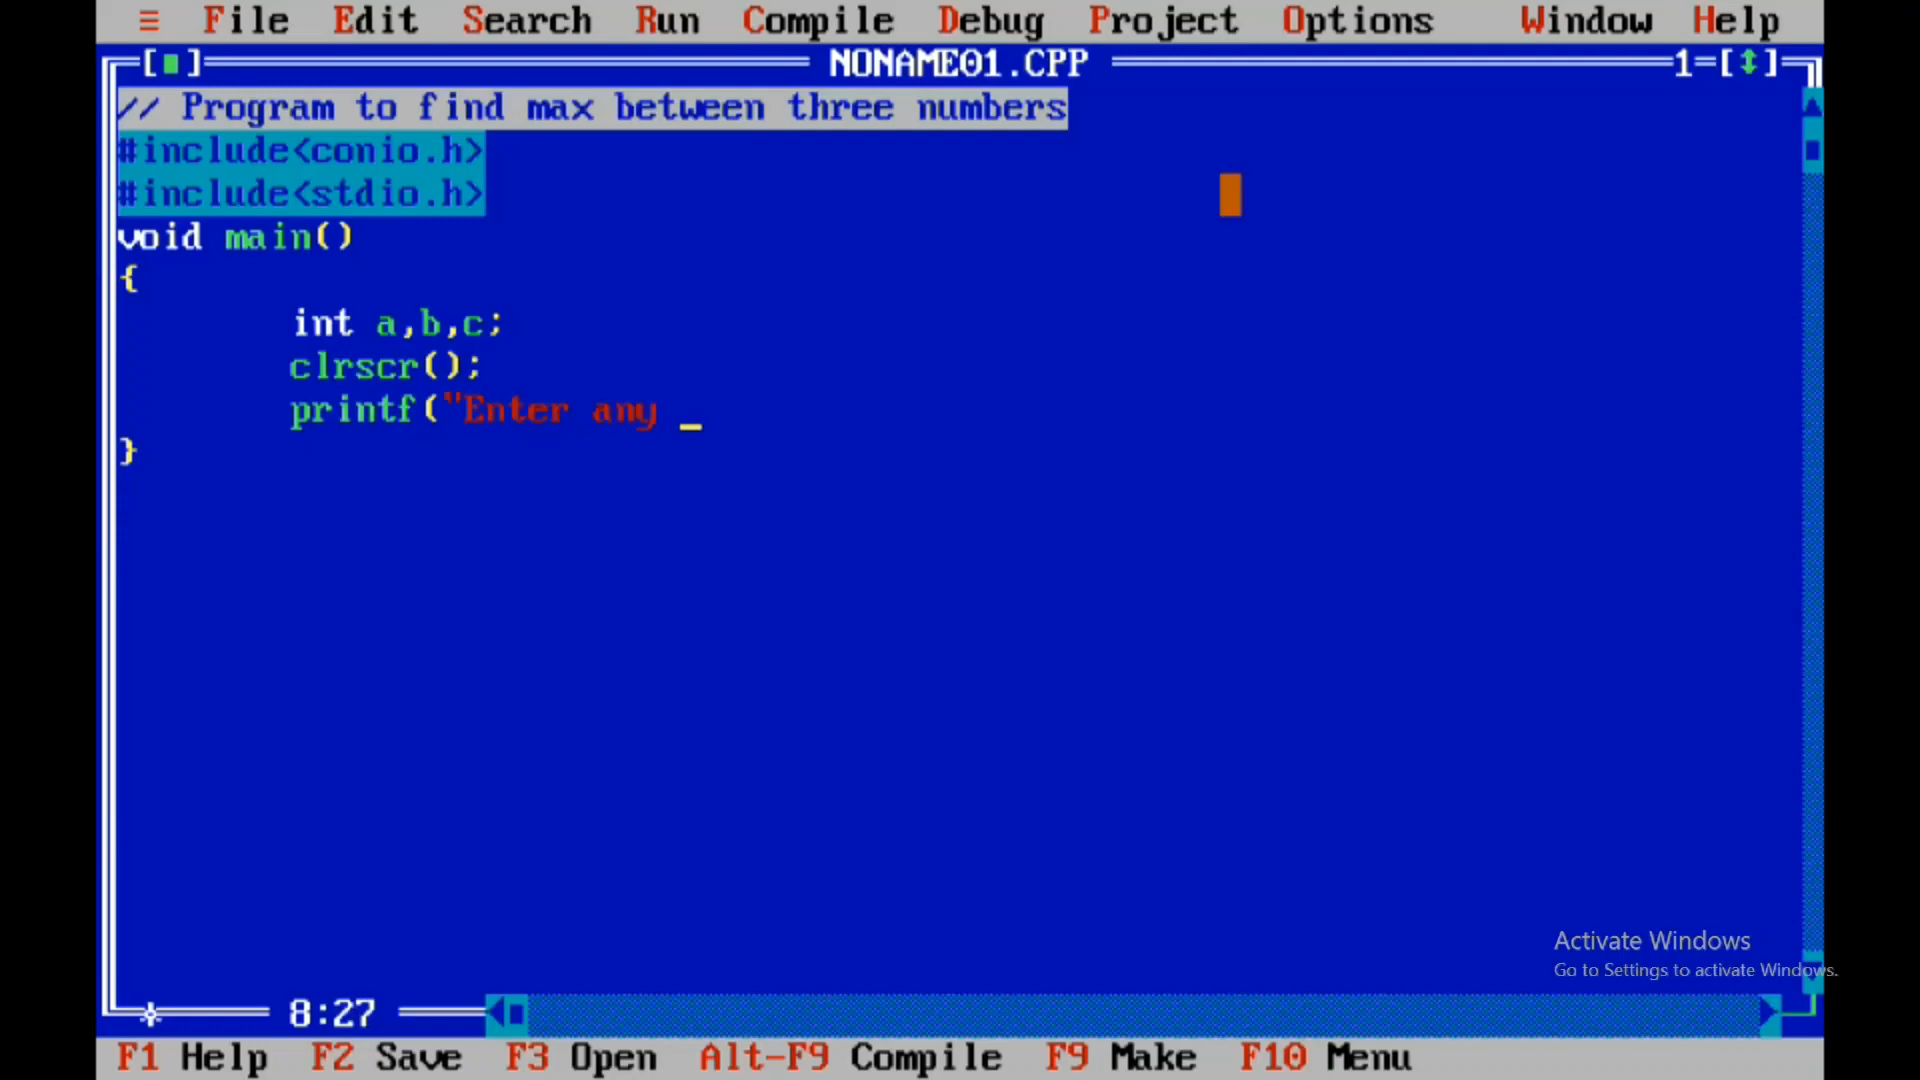 ≡ File Edit Search Run Compile Debug Project Options Window Help
[■] NONAME01.CPP 1=[↕]
// Program to find max between three numbers
#include<conio.h>
#include<stdio.h>
void main()
{
int a,b,c;
clrscr();
printf("Enter any _
}
Activate Windows
Go to Settings to activate Windows.
8:27
F1 Help F2 Save F3 Open Alt-F9 Compile F9 Make F10 Menu